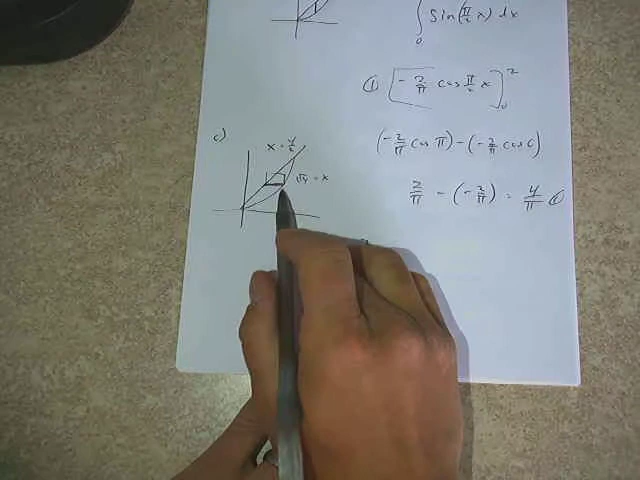 ∫₀ Sin(π/2 x) dx
① [-2/π cos π/2 x]₀²
c)
x = y/2
(-2/π cos π) - (-2/π cos 0)
√y = x
2/π - (-2/π) = 4/π ①